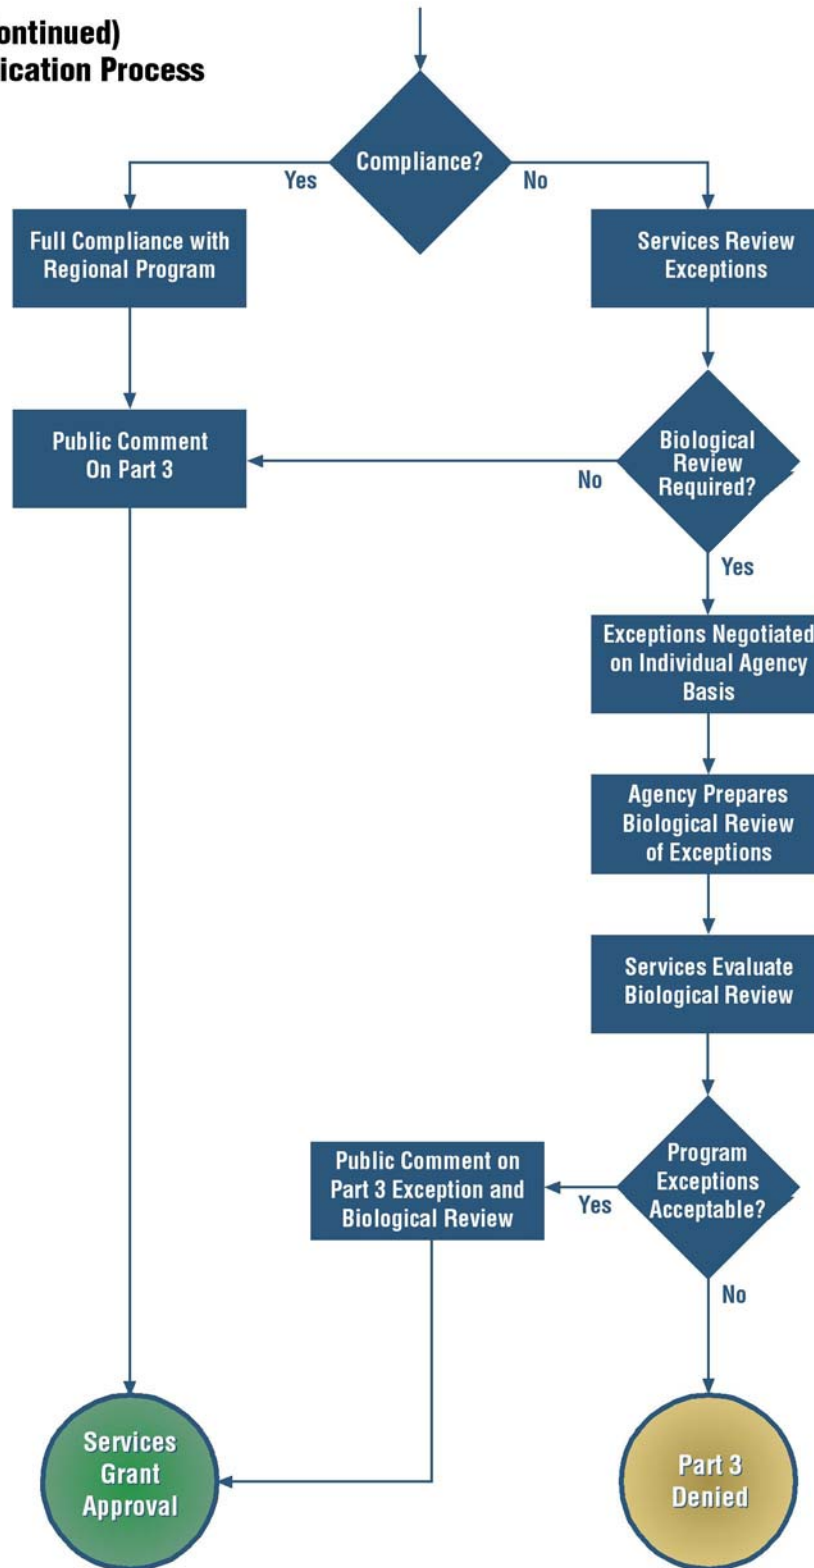 ontinued)
ication Process
Compliance?
Yes
No
Full Compliance with
Regional Program
Services Review
Exceptions
Public Comment
On Part 3
Biological
Review
Required?
No
Yes
Exceptions Negotiated
on Individual Agency
Basis
Agency Prepares
Biological Review
of Exceptions
Services Evaluate
Biological Review
Public Comment on
Part 3 Exception and
Biological Review
Program
Exceptions
Acceptable?
Yes
No
Services
Grant
Approval
Part 3
Denied